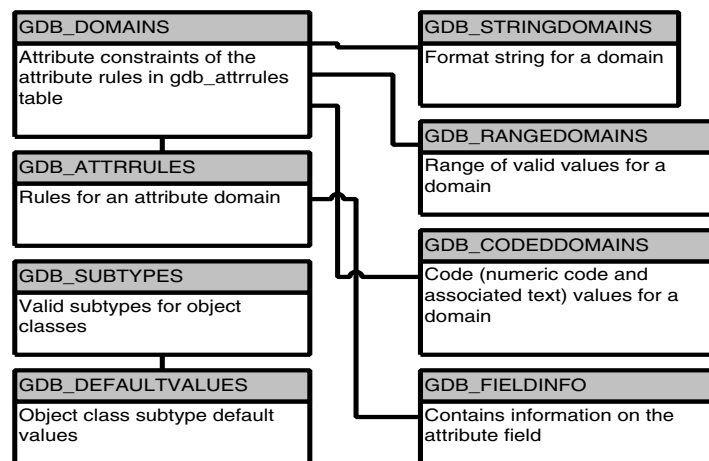 GDB_DOMAINS
Attribute constraints of the
attribute rules in gdb_attrrules
table
GDB_ATTRRULES
Rules for an attribute domain
GDB_SUBTYPES
Valid subtypes for object
classes
GDB_DEFAULTVALUES
Object class subtype default
values
GDB_STRINGDOMAINS
Format string for a domain
GDB_RANGEDOMAINS
Range of valid values for a
domain
GDB_CODEDDOMAINS
Code (numeric code and
associated text) values for a
domain
GDB_FIELDINFO
Contains information on the
attribute field